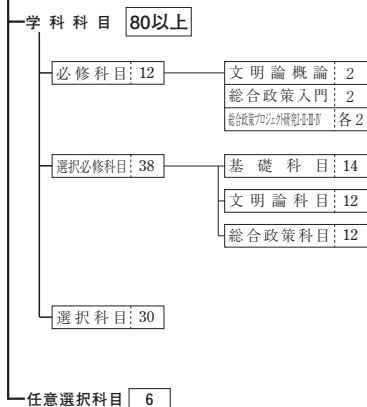 学科科目 80以上
必修科目 12
文明論概論 2
総合政策入門 2
総合政策プロジェクト研究Ⅰ・Ⅱ・Ⅲ・Ⅳ 各2
選択必修科目 38
基礎科目 14
文明論科目 12
総合政策科目 12
選択科目 30
任意選択科目 6